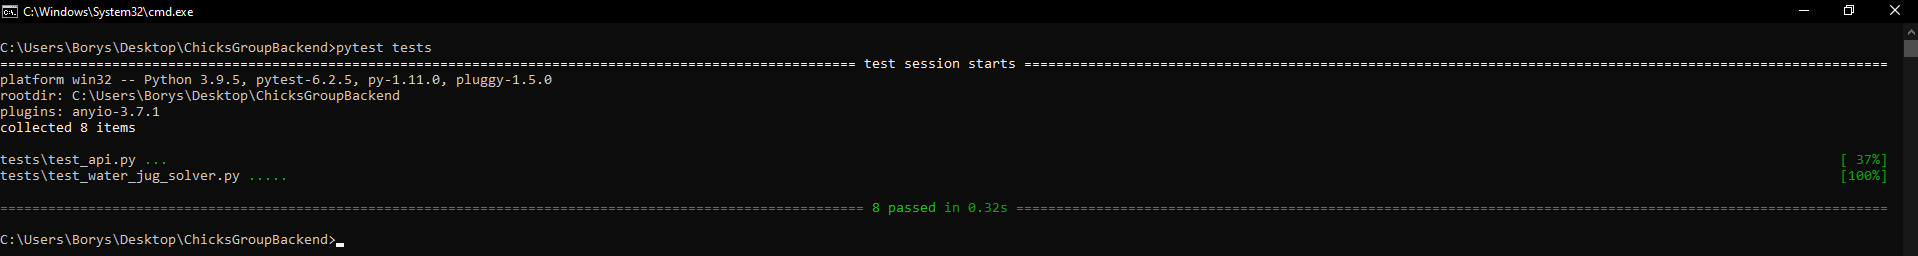 C:\Windows\System32\cmd.exe
C:\Users\Borys\Desktop\ChicksGroupBackend>pytest tests
=========================================================================================================== test session starts ============================================================================================================
platform win32 -- Python 3.9.5, pytest-6.2.5, py-1.11.0, pluggy-1.5.0
rootdir: C:\Users\Borys\Desktop\ChicksGroupBackend
plugins: anyio-3.7.1
collected 8 items
tests\test_api.py ... [ 37%]
tests\test_water_jug_solver.py ..... [100%]
============================================================================================================ 8 passed in 0.32s =============================================================================================================
C:\Users\Borys\Desktop\ChicksGroupBackend>